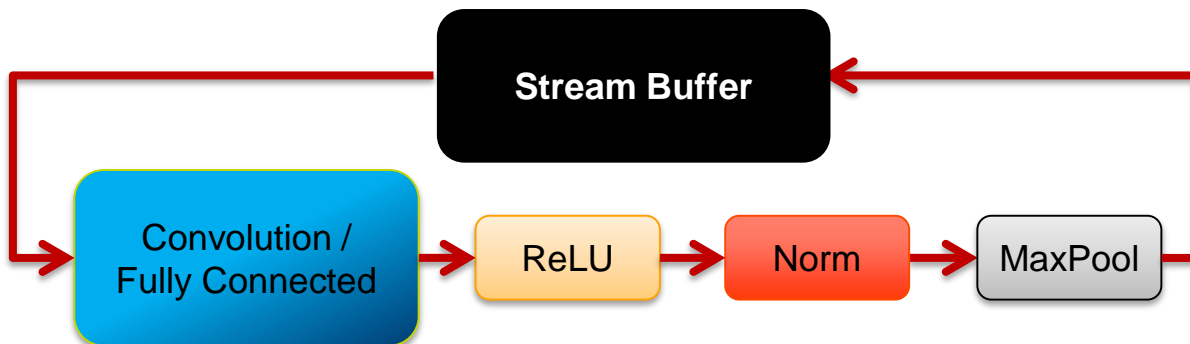 Stream Buffer
Convolution /
Fully Connected
ReLU
Norm
MaxPool